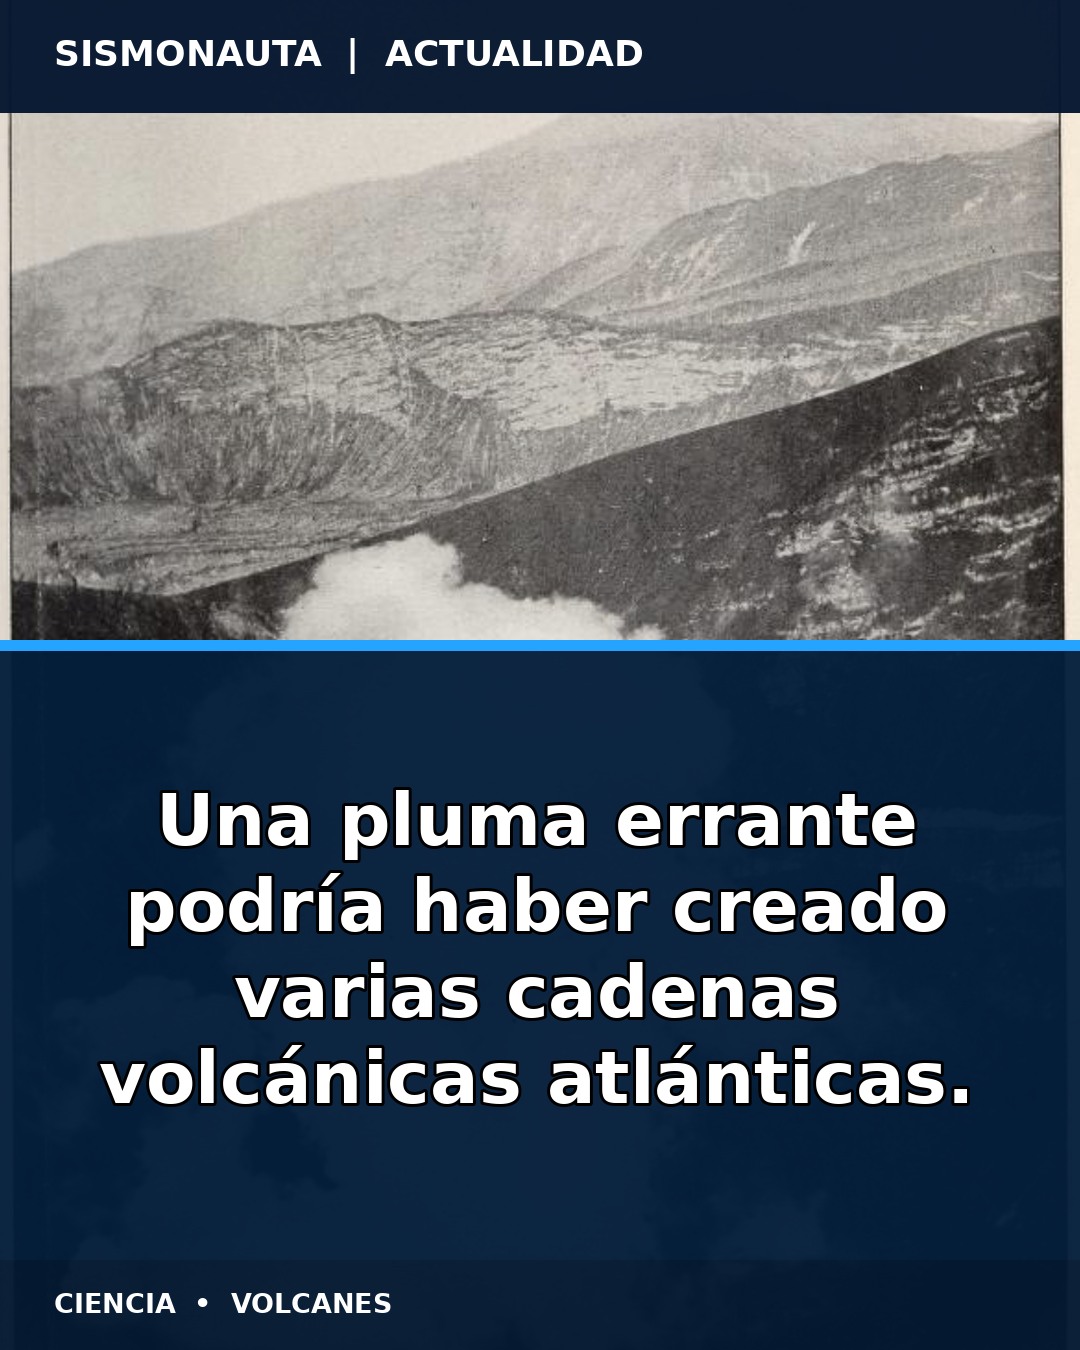 SISMONAUTA | ACTUALIDAD
Una pluma errante
podría haber creado
varias cadenas
volcánicas atlánticas.
CIENCIA • VOLCANES